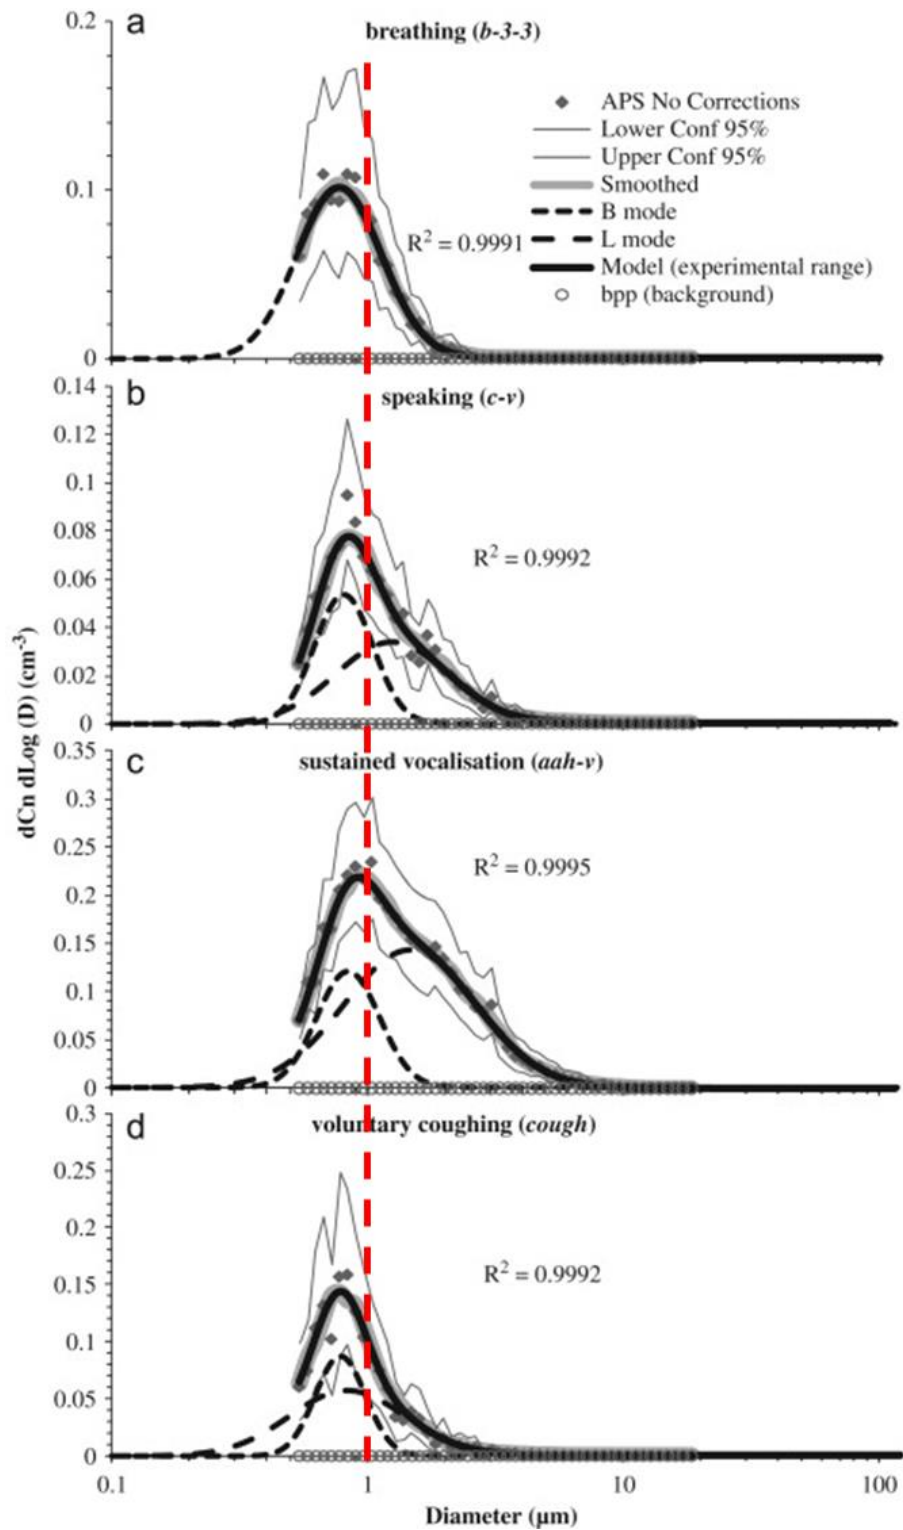 a
breathing (b-3-3)
0.2
0.1
0
APS No Corrections
Lower Conf 95%
Upper Conf 95%
Smoothed
B mode
L mode
Model (experimental range)
bpp (background)
R² = 0.9991
b
speaking (c-v)
0.14
0.12
0.1
0.08
0.06
0.04
0.02
0
R² = 0.9992
dCn dLog (D) (cm⁻³)
c
sustained vocalisation (aah-v)
0.35
0.3
0.25
0.2
0.15
0.1
0.05
0
R² = 0.9995
d
voluntary coughing (cough)
0.3
0.25
0.2
0.15
0.1
0.05
0
R² = 0.9992
0.1 1 10 100
Diameter (µm)